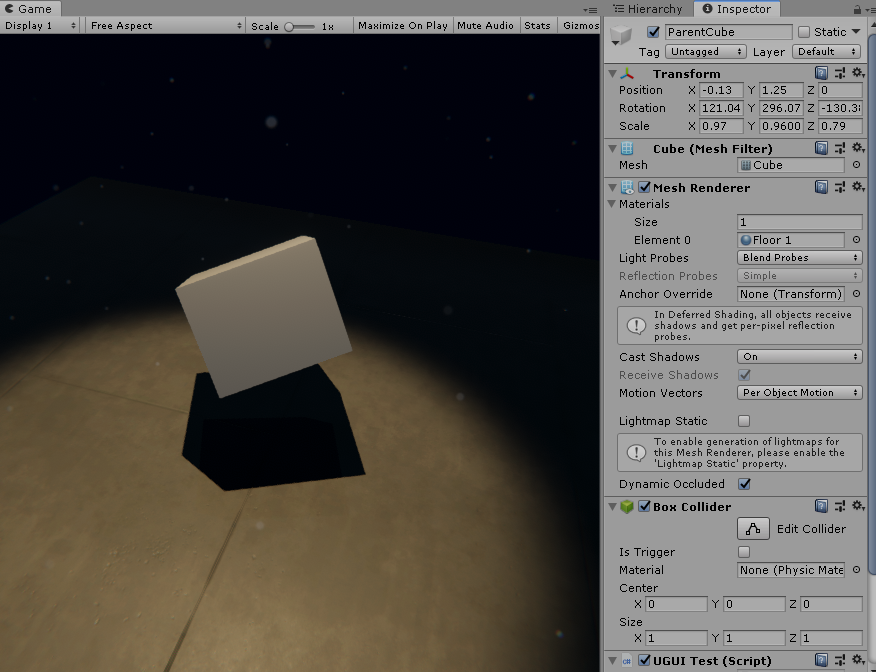 Game
Hierarchy
Inspector
Display 1
Free Aspect
Scale
1x
Maximize On Play
Mute Audio
Stats
Gizmos
ParentCube
Static
Tag Untagged Layer Default
Transform
Position X -0.13 Y 1.25 Z 0
Rotation X 121.04 Y 296.07 Z -130.38
Scale X 0.97 Y 0.9600 Z 0.79
Cube (Mesh Filter)
Mesh Cube
Mesh Renderer
Materials
Size 1
Element 0 Floor 1
Light Probes Blend Probes
Reflection Probes Simple
Anchor Override None (Transform)
In Deferred Shading, all objects receive
shadows and get per-pixel reflection
probes.
Cast Shadows On
Receive Shadows
Motion Vectors Per Object Motion
Lightmap Static
To enable generation of lightmaps for
this Mesh Renderer, please enable the
'Lightmap Static' property.
Dynamic Occluded
Box Collider
Edit Collider
Is Trigger
Material None (Physic Mate
Center
X 0 Y 0 Z 0
Size
X 1 Y 1 Z 1
UGUI Test (Script)